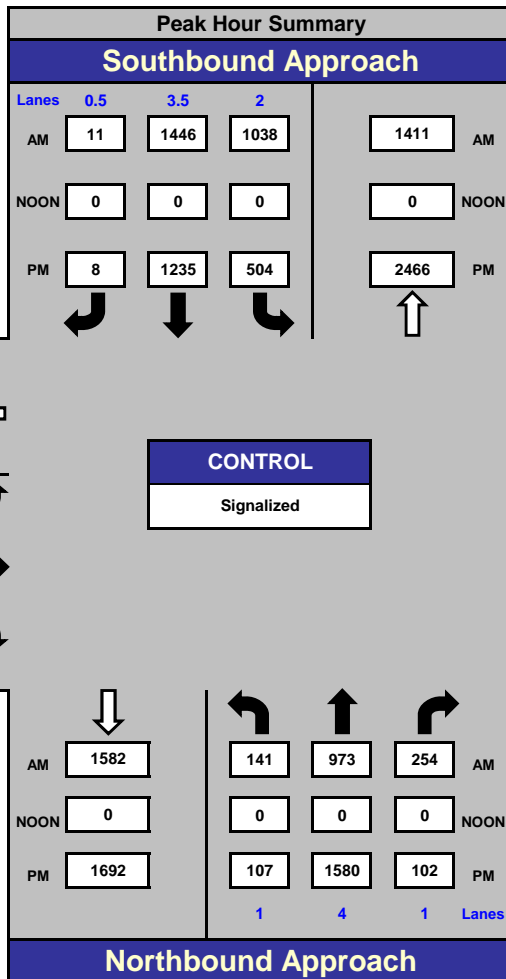 Peak Hour Summary
Southbound Approach
Lanes 0.5 3.5 2
AM 11 1446 1038 1411 AM
NOON 0 0 0 0 NOON
PM 8 1235 504 2466 PM
CONTROL
Signalized
AM 1582 141 973 254 AM
NOON 0 0 0 0 NOON
PM 1692 107 1580 102 PM
1 4 1 Lanes
Northbound Approach